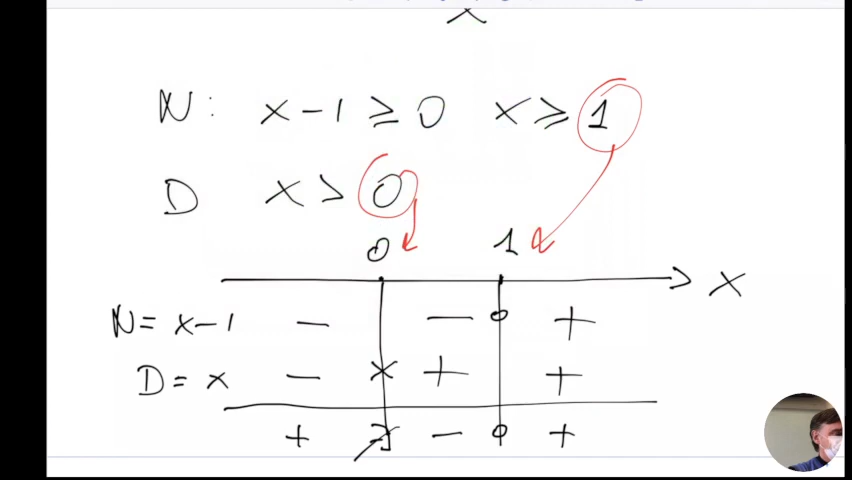 x
N: x-1 ≥ 0 x ≥ 1
D x > 0
0 1
x
N = x-1 - - 0 +
D = x - × + +
+ ∄ - 0 +